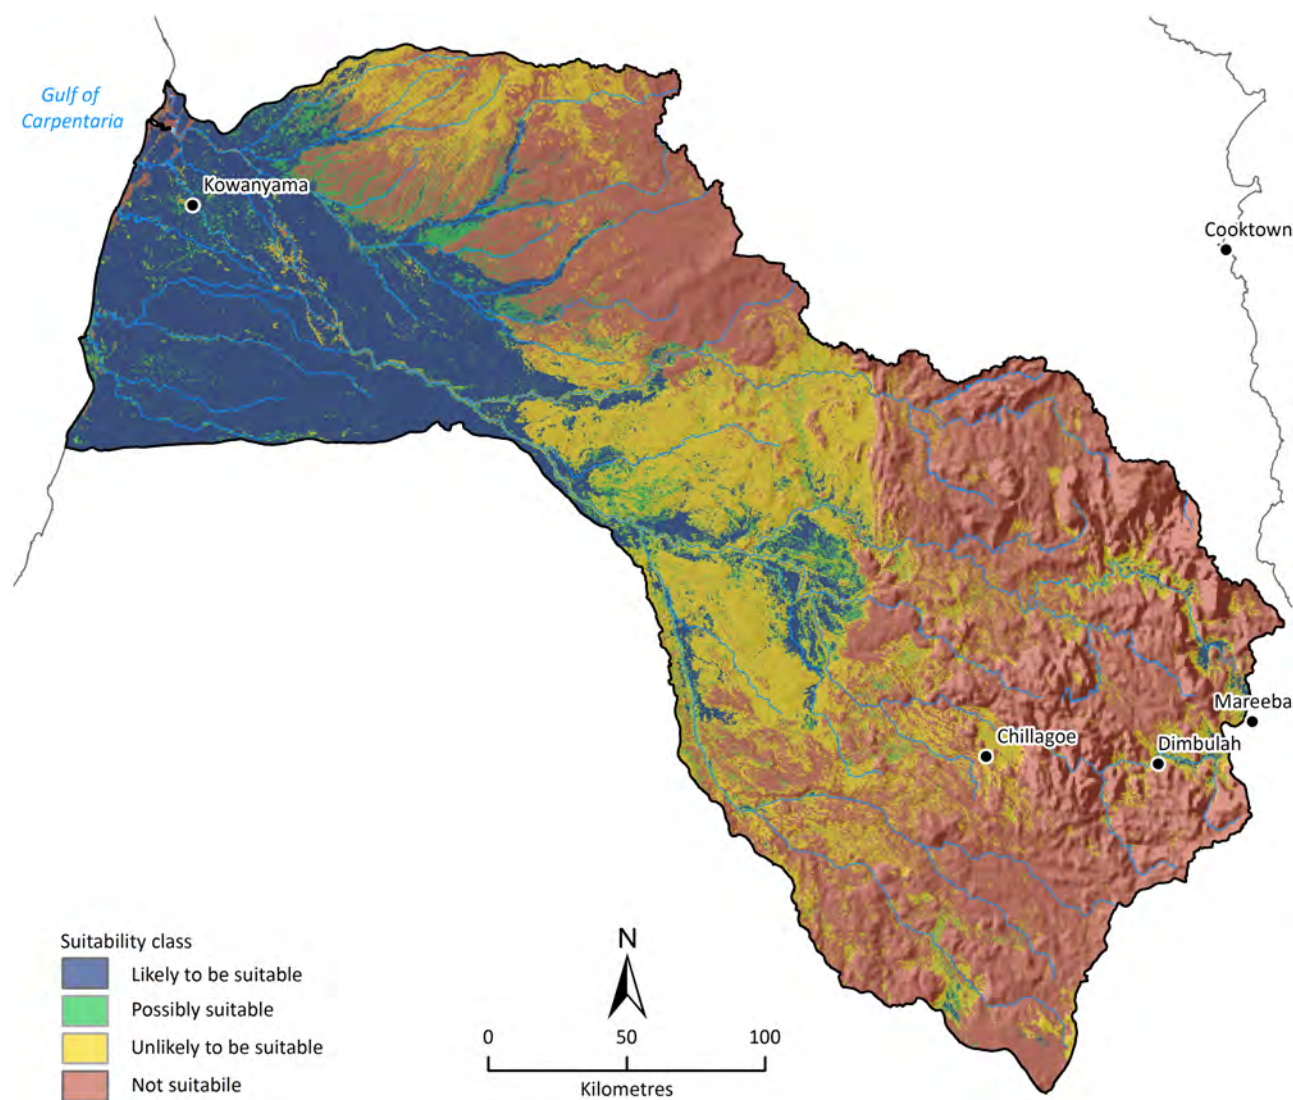 Gulf of
Carpentaria
Kowanyama
Cooktown
Mareeba
Chillagoe
Dimbulah
Suitability class
Likely to be suitable
Possibly suitable
Unlikely to be suitable
Not suitabile
N
0 50 100
Kilometres